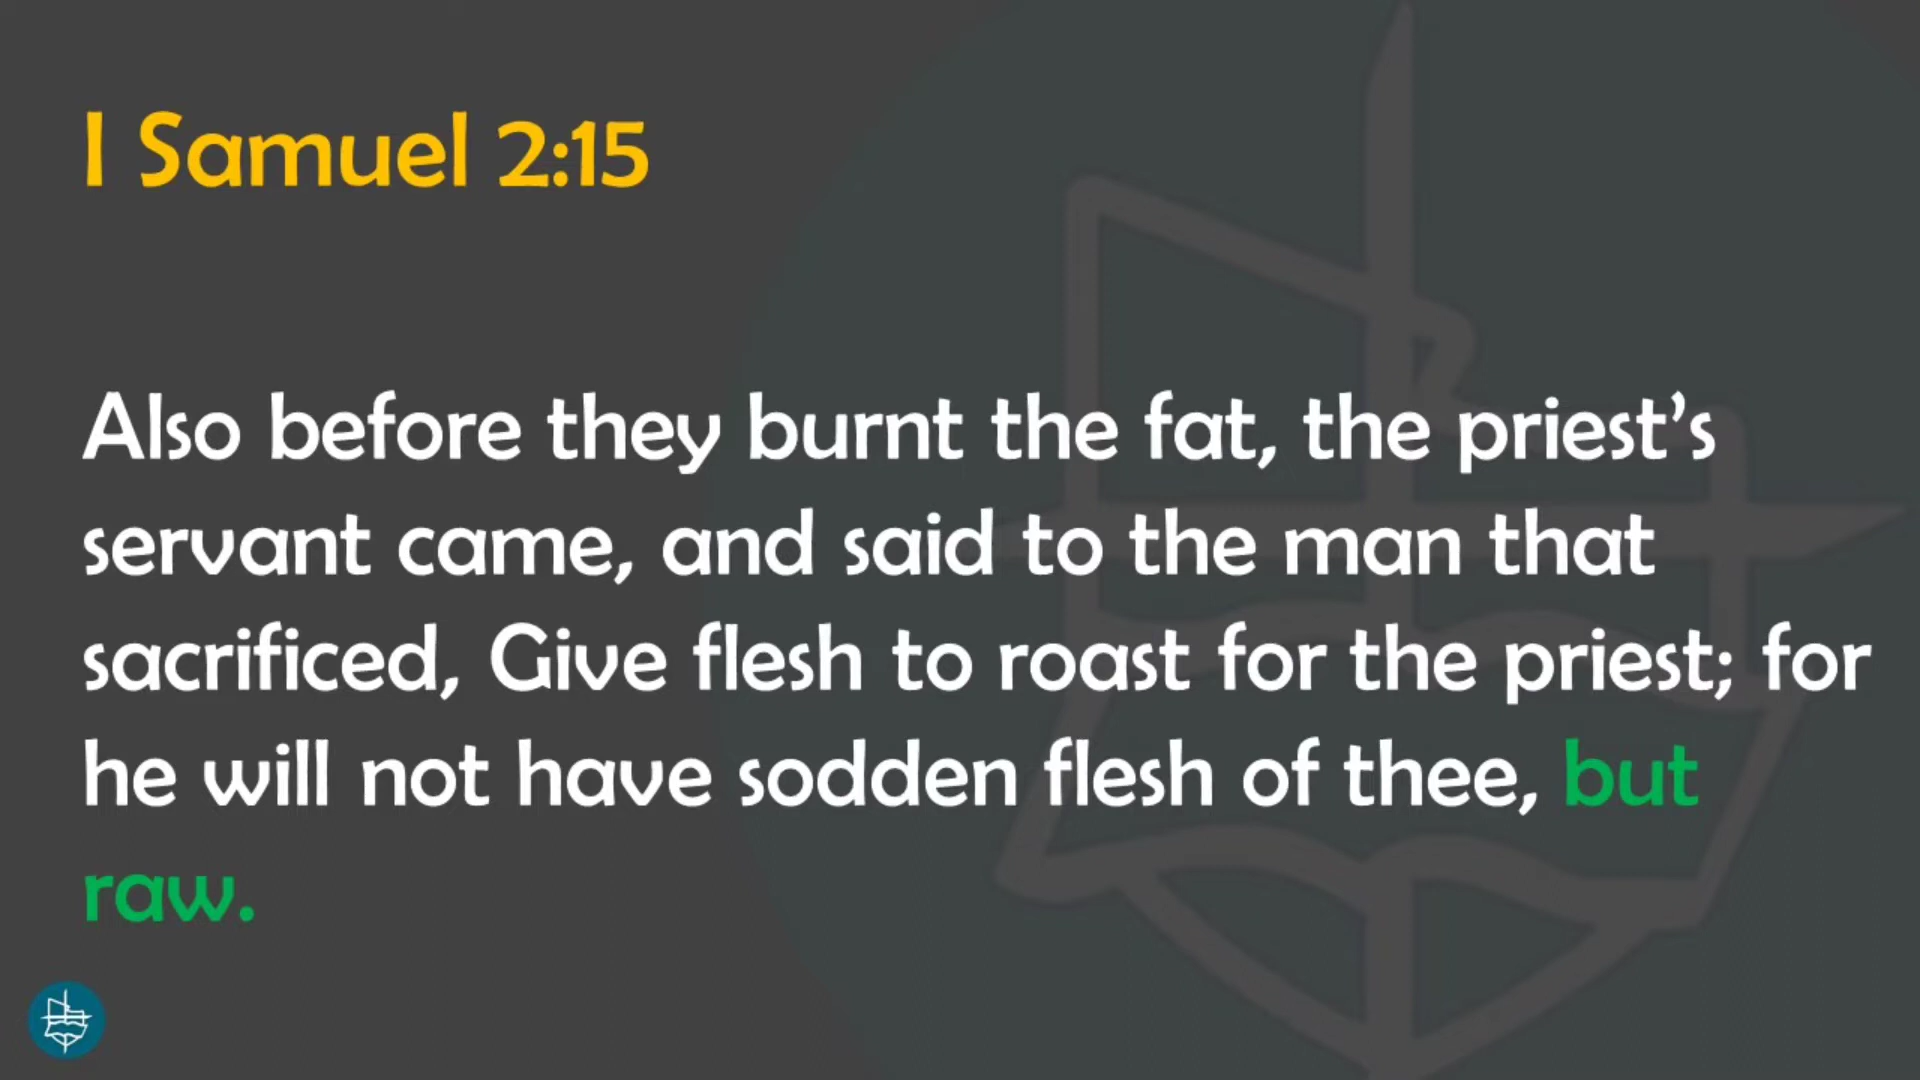 I Samuel 2:15
Also before they burnt the fat, the priest’s
servant came, and said to the man that
sacrificed, Give flesh to roast for the priest; for
he will not have sodden flesh of thee, but
raw.